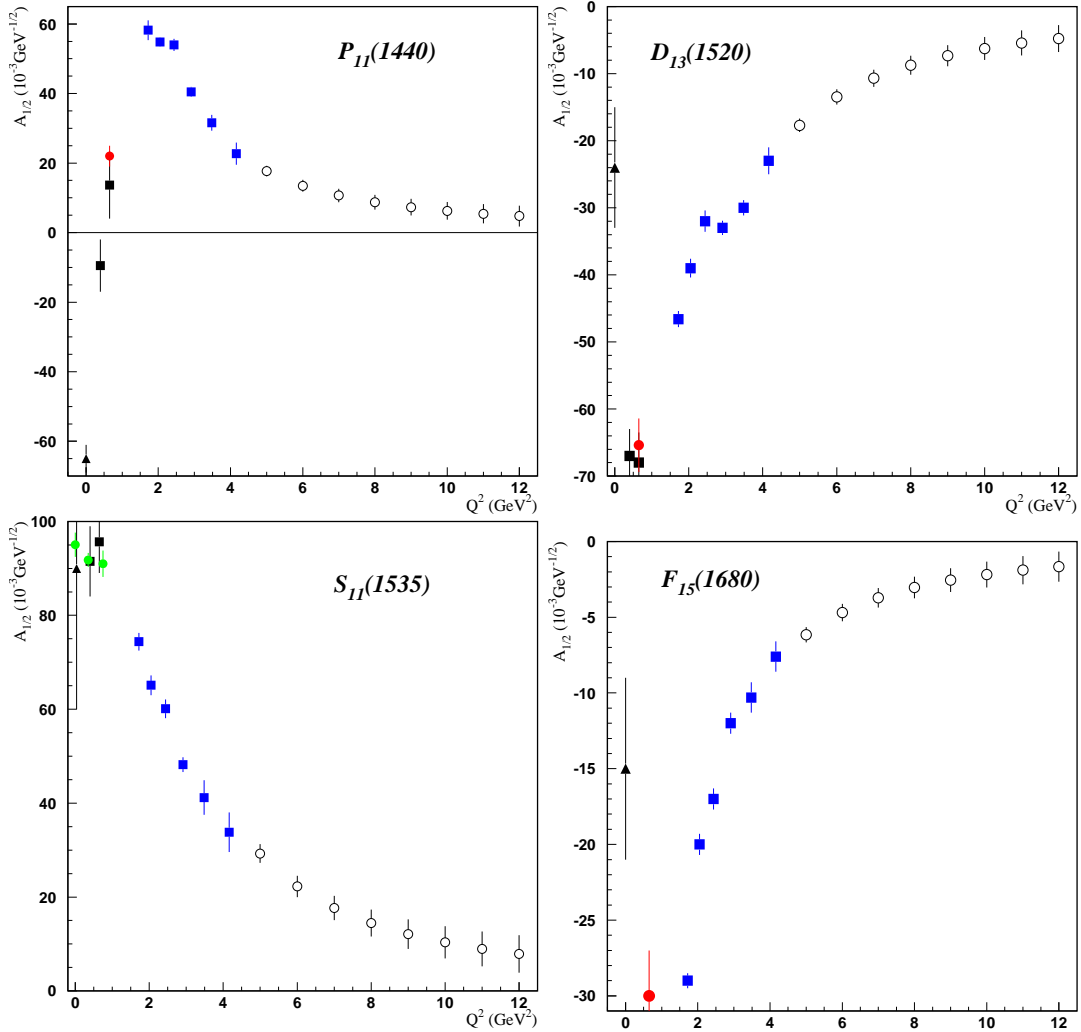 A1/2 (10-3GeV-1/2)
P11(1440)
60
40
20
0
-20
-40
-60
0 2 4 6 8 10 12
Q2 (GeV2)
A1/2 (10-3GeV-1/2)
D13(1520)
0
-10
-20
-30
-40
-50
-60
-70
0 2 4 6 8 10 12
Q2 (GeV2)
A1/2 (10-3GeV-1/2)
S11(1535)
100
80
60
40
20
0
0 2 4 6 8 10 12
Q2 (GeV2)
A1/2 (10-3GeV-1/2)
F15(1680)
0
-5
-10
-15
-20
-25
-30
0 2 4 6 8 10 12
Q2 (GeV2)